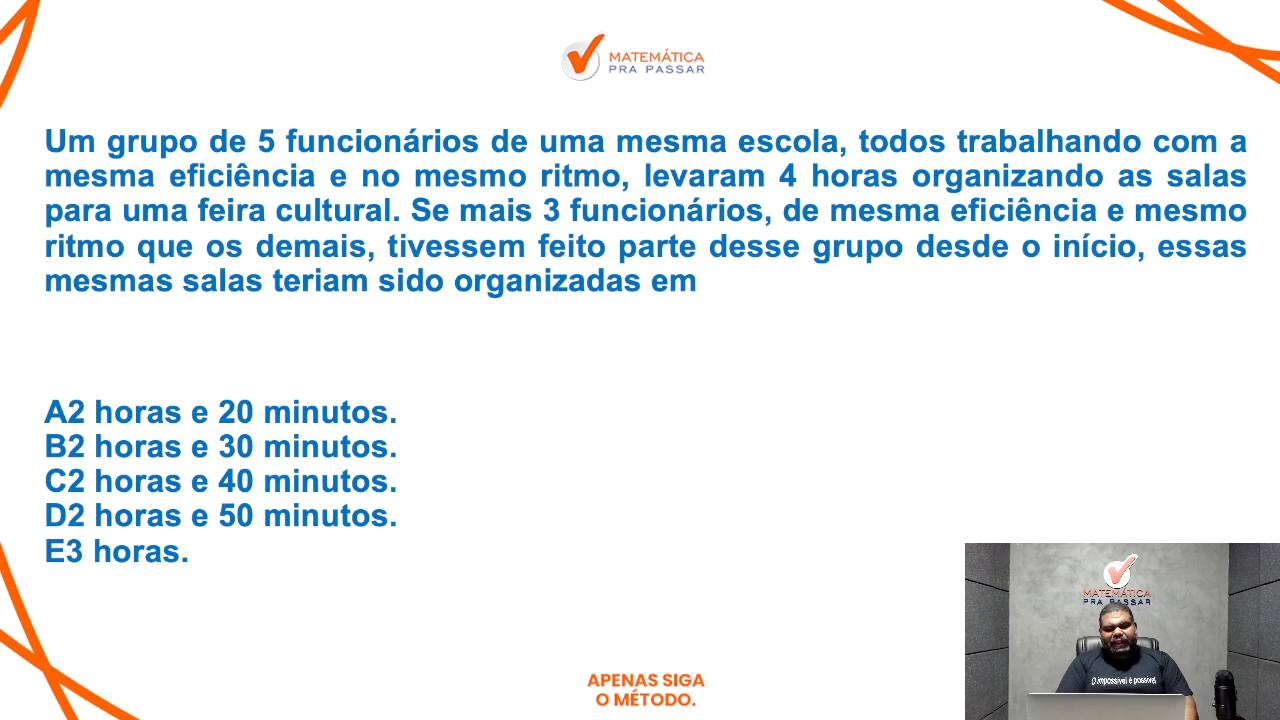 MATEMÁTICA
PRA PASSAR
Um grupo de 5 funcionários de uma mesma escola, todos trabalhando com a
mesma eficiência e no mesmo ritmo, levaram 4 horas organizando as salas
para uma feira cultural. Se mais 3 funcionários, de mesma eficiência e mesmo
ritmo que os demais, tivessem feito parte desse grupo desde o início, essas
mesmas salas teriam sido organizadas em
A2 horas e 20 minutos.
B2 horas e 30 minutos.
C2 horas e 40 minutos.
D2 horas e 50 minutos.
E3 horas.
MATEMÁTICA
PRA PASSAR
O impossível é possível
APENAS SIGA
O MÉTODO.